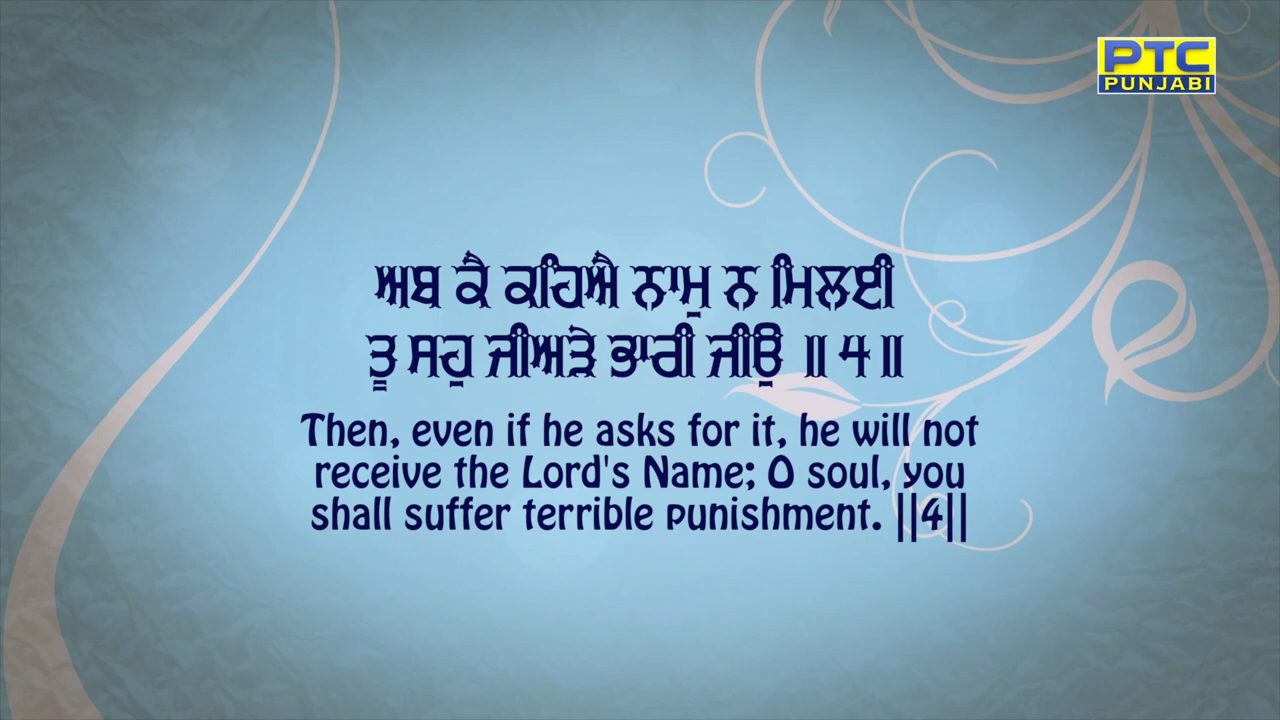 PTC
PUNJABI
ਅਬ ਕੈ ਕਹਿਐ ਨਾਮੁ ਨ ਮਿਲਈ
ਤੂ ਸਹੁ ਜੀਅੜੇ ਭਾਰੀ ਜੀਉ ॥ ੪ ॥
Then, even if he asks for it, he will not
receive the Lord's Name; O soul, you
shall suffer terrible punishment. ||4||